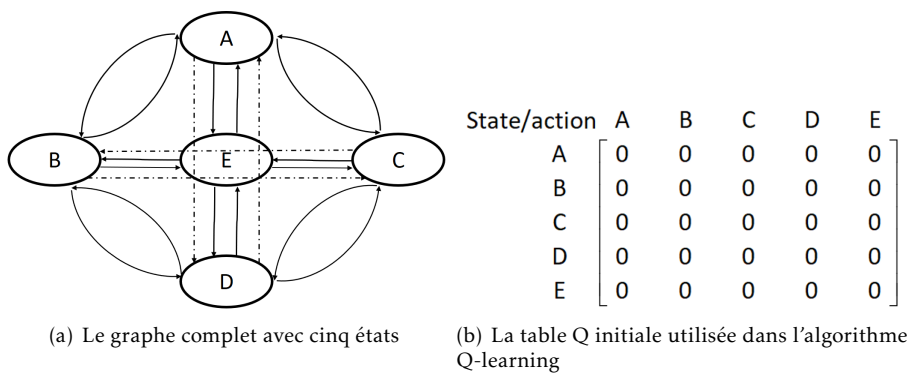 A
B
E
C
D
(a) Le graphe complet avec cinq états
State/action A B C D E
A 0 0 0 0 0
B 0 0 0 0 0
C 0 0 0 0 0
D 0 0 0 0 0
E 0 0 0 0 0
(b) La table Q initiale utilisée dans l'algorithme
Q-learning